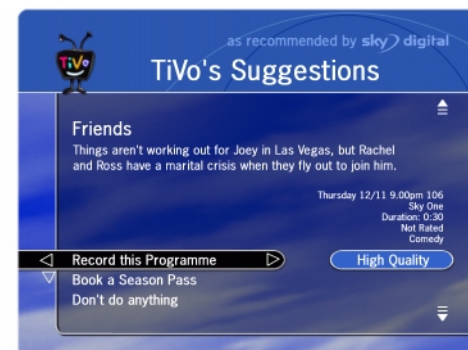 as recommended by sky digital
TiVo
TiVo's Suggestions
Friends
Things aren't working out for Joey in Las Vegas, but Rachel
and Ross have a marital crisis when they fly out to join him.
Thursday 12/11 9.00pm 106
Sky One
Duration: 0:30
Not Rated
Comedy
Record this Programme
High Quality
Book a Season Pass
Don't do anything